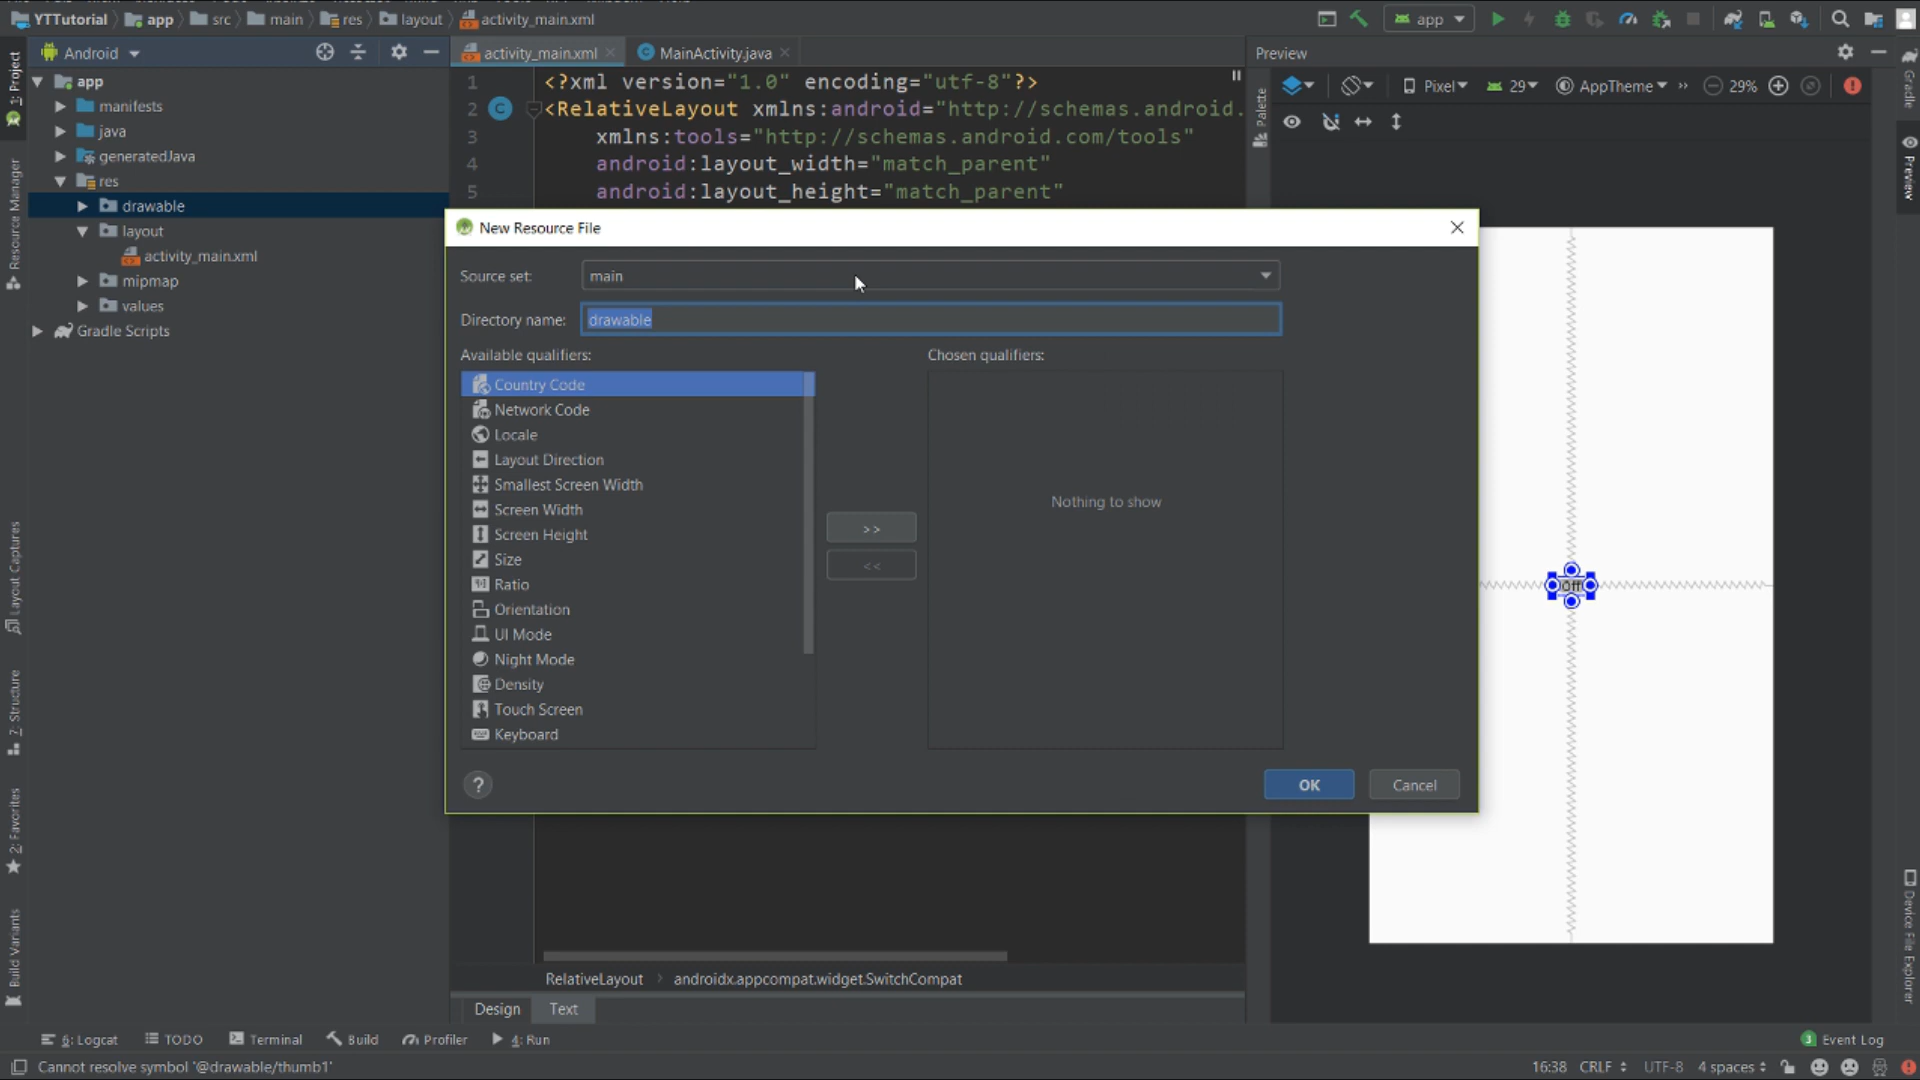 YTTutorial app src main res layout activity_main.xml
app
Android
activity_main.xml MainActivity.java
Preview
1: Project
Resource Manager
Layout Captures
7: Structure
2: Favorites
Build Variants
app
manifests
java
generatedJava
res
drawable
layout
activity_main.xml
mipmap
values
Gradle Scripts
1 <?xml version="1.0" encoding="utf-8"?>
2 <RelativeLayout xmlns:android="http://schemas.android.
3 xmlns:tools="http://schemas.android.com/tools"
4 android:layout_width="match_parent"
5 android:layout_height="match_parent"
Palette
Pixel 29 AppTheme » 29%
Gradle
Preview
Device File Explorer
New Resource File
Source set: main
Directory name: drawable
Available qualifiers:
Chosen qualifiers:
Country Code
Network Code
Locale
Layout Direction
Smallest Screen Width
Screen Width
Screen Height
Size
Ratio
Orientation
UI Mode
Night Mode
Density
Touch Screen
Keyboard
>>
<<
Nothing to show
?
OK
Cancel
Off
RelativeLayout > androidx.appcompat.widget.SwitchCompat
Design Text
6: Logcat TODO Terminal Build Profiler 4: Run
3 Event Log
Cannot resolve symbol '@drawable/thumb1'
16:38 CRLF UTF-8 4 spaces